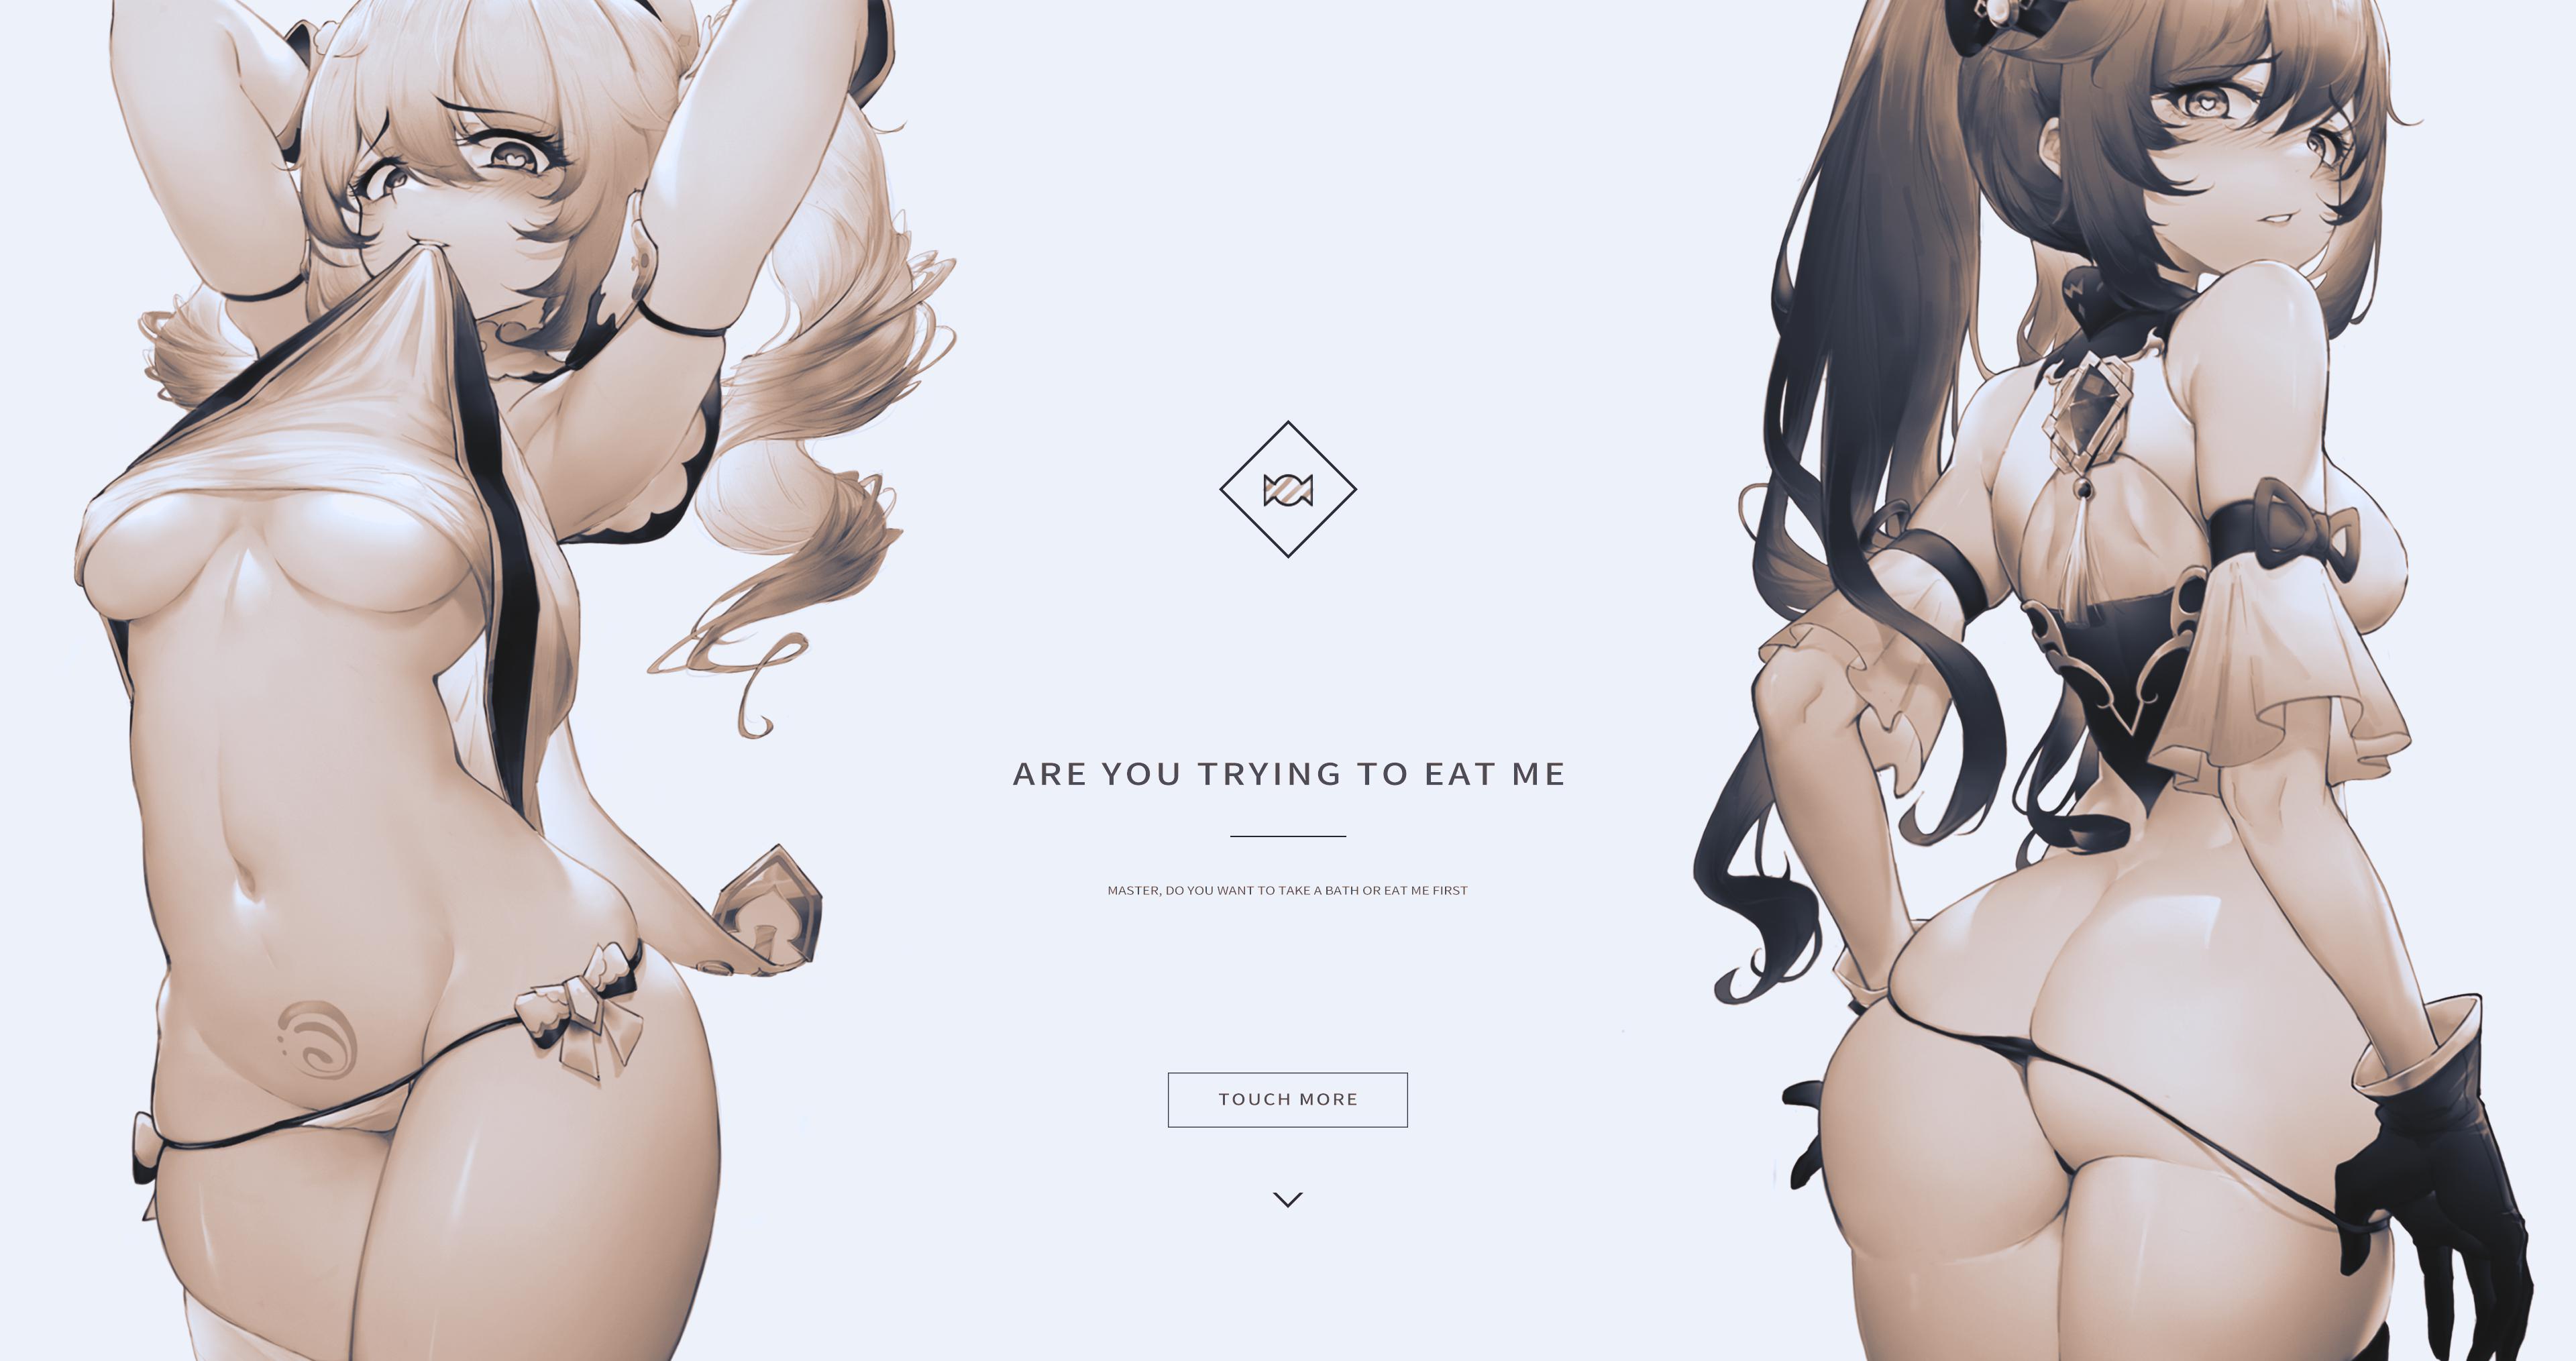 ARE YOU TRYING TO EAT ME
MASTER, DO YOU WANT TO TAKE A BATH OR EAT ME FIRST
TOUCH MORE